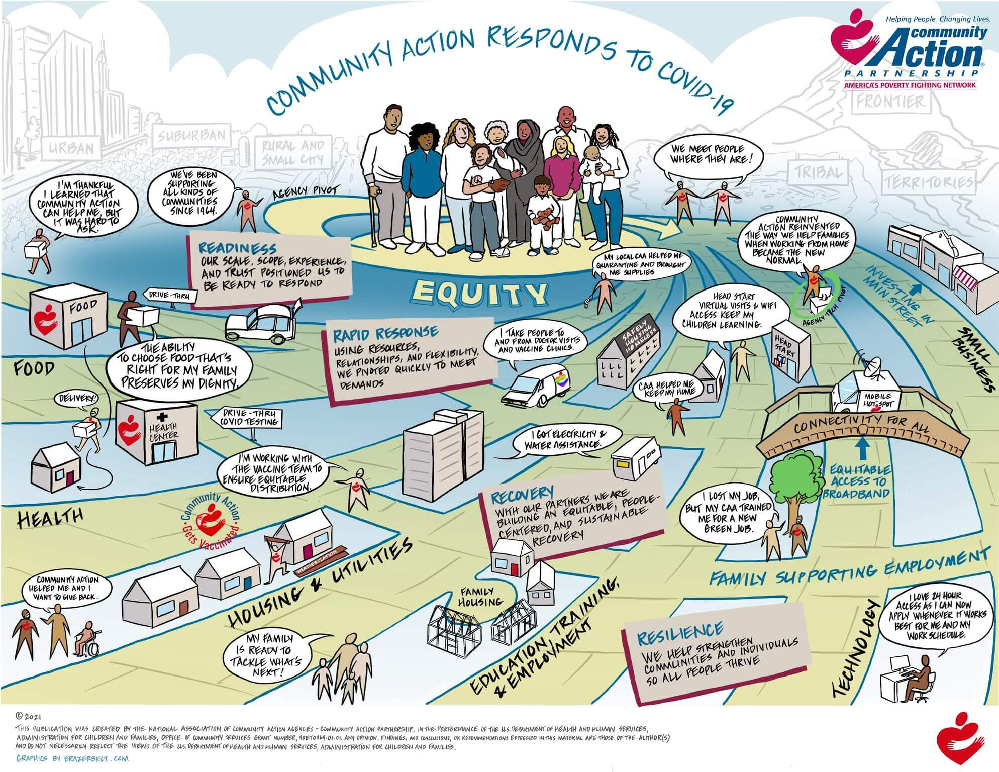 COMMUNITY ACTION RESPONDS TO COVID-19
Helping People. Changing Lives.
community
Action
PARTNERSHIP
AMERICA'S POVERTY FIGHTING NETWORK
URBAN
SUBURBAN
RURAL AND
SMALL CITY
FRONTIER
TRIBAL
TERRITORIES
I'M THANKFUL
I LEARNED THAT
COMMUNITY ACTION
CAN HELP ME, BUT
IT WAS HARD TO
ASK.
WE'VE BEEN
SUPPORTING
ALL KINDS OF
COMMUNITIES
SINCE 1964.
AGENCY PIVOT
WE MEET PEOPLE
WHERE THEY ARE!
READINESS
OUR SCALE, SCOPE, EXPERIENCE,
AND TRUST POSITIONED US TO
BE READY TO RESPOND
EQUITY
MY LOCAL CAA HELPED ME
QUARANTINE AND BROUGHT
ME SUPPLIES
COMMUNITY
ACTION REINVENTED
THE WAY WE HELP FAMILIES
WHEN WORKING FROM HOME
BECAME THE NEW
NORMAL.
AGENCY TECH PIVOT
INVESTING IN
MAIN STREET
SMALL
BUSINESS
FOOD
DRIVE-THRU
THE ABILITY
TO CHOOSE FOOD THAT'S
RIGHT FOR MY FAMILY
PRESERVES MY DIGNITY.
FOOD
RAPID RESPONSE
USING RESOURCES,
RELATIONSHIPS, AND FLEXIBILITY,
WE PIVOTED QUICKLY TO MEET
DEMANDS
I TAKE PEOPLE TO
AND FROM DOCTOR VISITS
AND VACCINE CLINICS.
SAFELY
HOUSING
HOMELESS
HEAD START
VIRTUAL VISITS & WIFI
ACCESS KEEP MY
CHILDREN LEARNING.
HEAD
START
CAA HELPED ME
KEEP MY HOME
MOBILE
HOT SPOT
CONNECTIVITY FOR ALL
EQUITABLE
ACCESS TO
BROADBAND
DELIVERY!
HEALTH
CENTER
DRIVE-THRU
COVID TESTING
I'M WORKING WITH
THE VACCINE TEAM TO
ENSURE EQUITABLE
DISTRIBUTION.
I GOT ELECTRICITY &
WATER ASSISTANCE.
HEALTH
Community Action
Gets Vaccinated
RECOVERY
WITH OUR PARTNERS WE ARE
BUILDING AN EQUITABLE, PEOPLE-
CENTERED, AND SUSTAINABLE
RECOVERY
I LOST MY JOB,
BUT MY CAA TRAINED
ME FOR A NEW
GREEN JOB.
FAMILY SUPPORTING EMPLOYMENT
WEATHERIZATION
HOUSING & UTILITIES
COMMUNITY ACTION
HELPED ME AND I
WANT TO GIVE BACK.
MY FAMILY
IS READY TO
TACKLE WHAT'S
NEXT!
FAMILY
HOUSING
EDUCATION, TRAINING,
& EMPLOYMENT
RESILIENCE
WE HELP STRENGTHEN
COMMUNITIES AND INDIVIDUALS
SO ALL PEOPLE THRIVE
TECHNOLOGY
I LOVE 24 HOUR
ACCESS AS I CAN NOW
APPLY WHENEVER IT WORKS
BEST FOR ME AND MY
WORK SCHEDULE.
© 2021
THIS PUBLICATION WAS CREATED BY THE NATIONAL ASSOCIATION OF COMMUNITY ACTION AGENCIES - COMMUNITY ACTION PARTNERSHIP, IN THE PERFORMANCE OF THE U.S. DEPARTMENT OF HEALTH AND HUMAN SERVICES,
ADMINISTRATION FOR CHILDREN AND FAMILIES, OFFICE OF COMMUNITY SERVICES GRANT NUMBER, 90ET0469-01-01. ANY OPINION, FINDINGS, AND CONCLUSIONS, OR RECOMMENDATIONS EXPRESSED IN THIS MATERIAL ARE THOSE OF THE AUTHOR(S)
AND DO NOT NECESSARILY REFLECT THE VIEWS OF THE U.S. DEPARTMENT OF HEALTH AND HUMAN SERVICES, ADMINISTRATION FOR CHILDREN AND FAMILIES.
GRAPHICS BY ERAZERBELT.COM